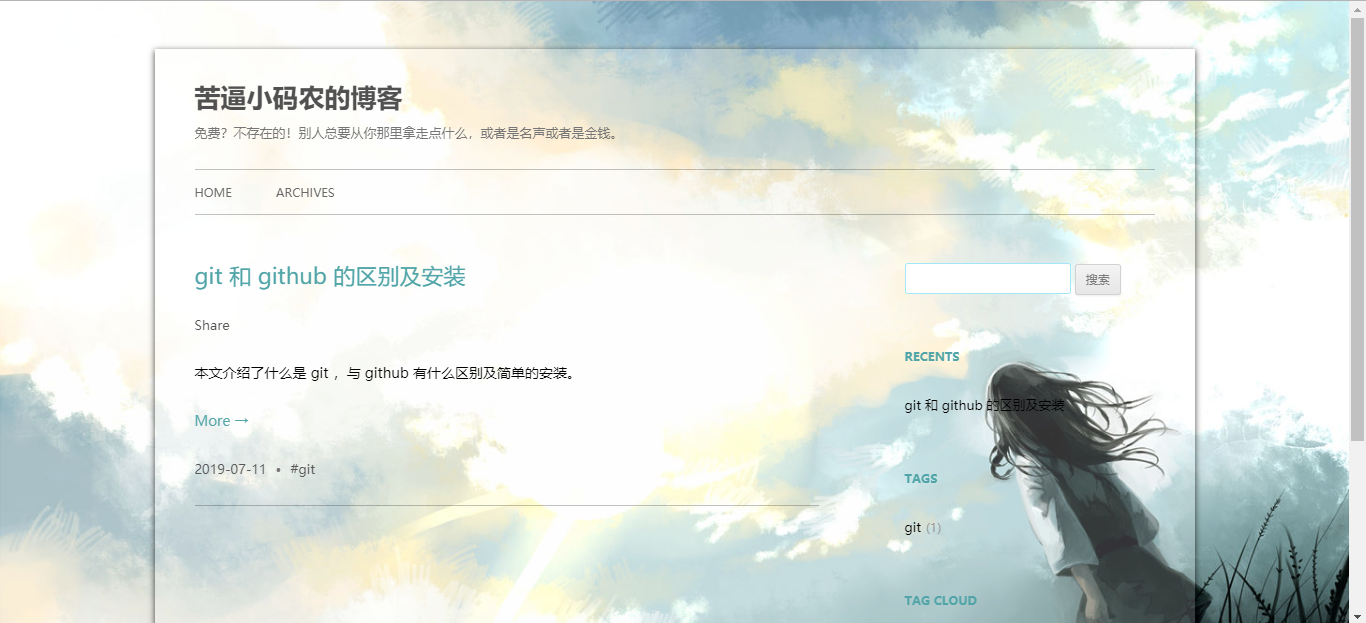 苦逼小码农的博客
免费？不存在的！别人总要从你那里拿走点什么，或者是名声或者是金钱。
HOME ARCHIVES
git 和 github 的区别及安装
Share
本文介绍了什么是 git ，与 github 有什么区别及简单的安装。
More →
2019-07-11 • #git
搜索
RECENTS
git 和 github 的区别及安装
TAGS
git (1)
TAG CLOUD